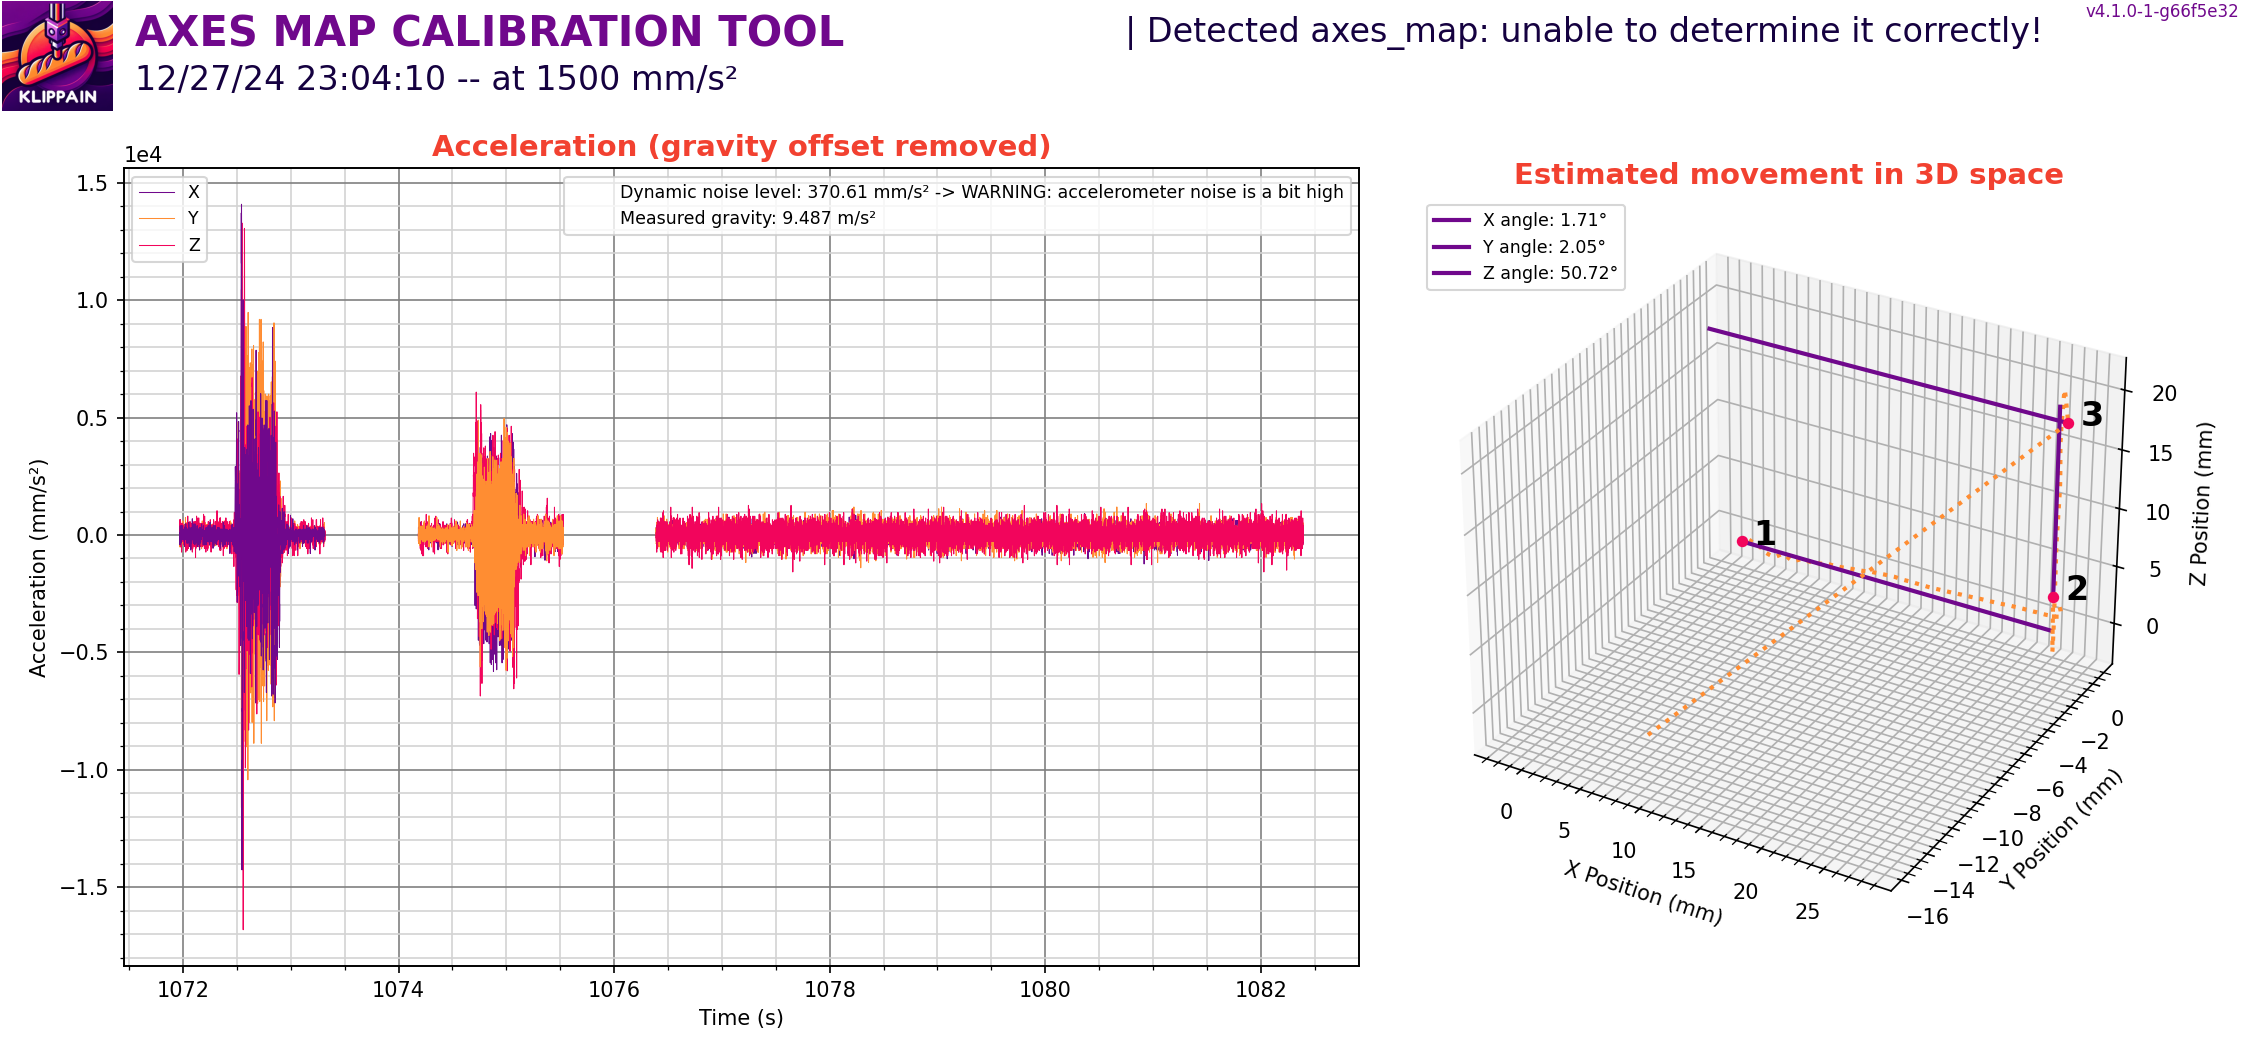 AXES MAP CALIBRATION TOOL
| Detected axes_map: unable to determine it correctly!
v4.1.0-1-g66f5e32
12/27/24 23:04:10 -- at 1500 mm/s²
KLIPPAIN
Acceleration (gravity offset removed)
1e4
X
Y
Z
Dynamic noise level: 370.61 mm/s² -> WARNING: accelerometer noise is a bit high
Measured gravity: 9.487 m/s²
1.5
1.0
0.5
0.0
−0.5
−1.0
−1.5
Acceleration (mm/s²)
1072
1074
1076
1078
1080
1082
Time (s)
Estimated movement in 3D space
X angle: 1.71°
Y angle: 2.05°
Z angle: 50.72°
1
2
3
20
15
10
5
0
Z Position (mm)
0
−2
−4
−6
−8
−10
−12
−14
−16
Y Position (mm)
0
5
10
15
20
25
X Position (mm)